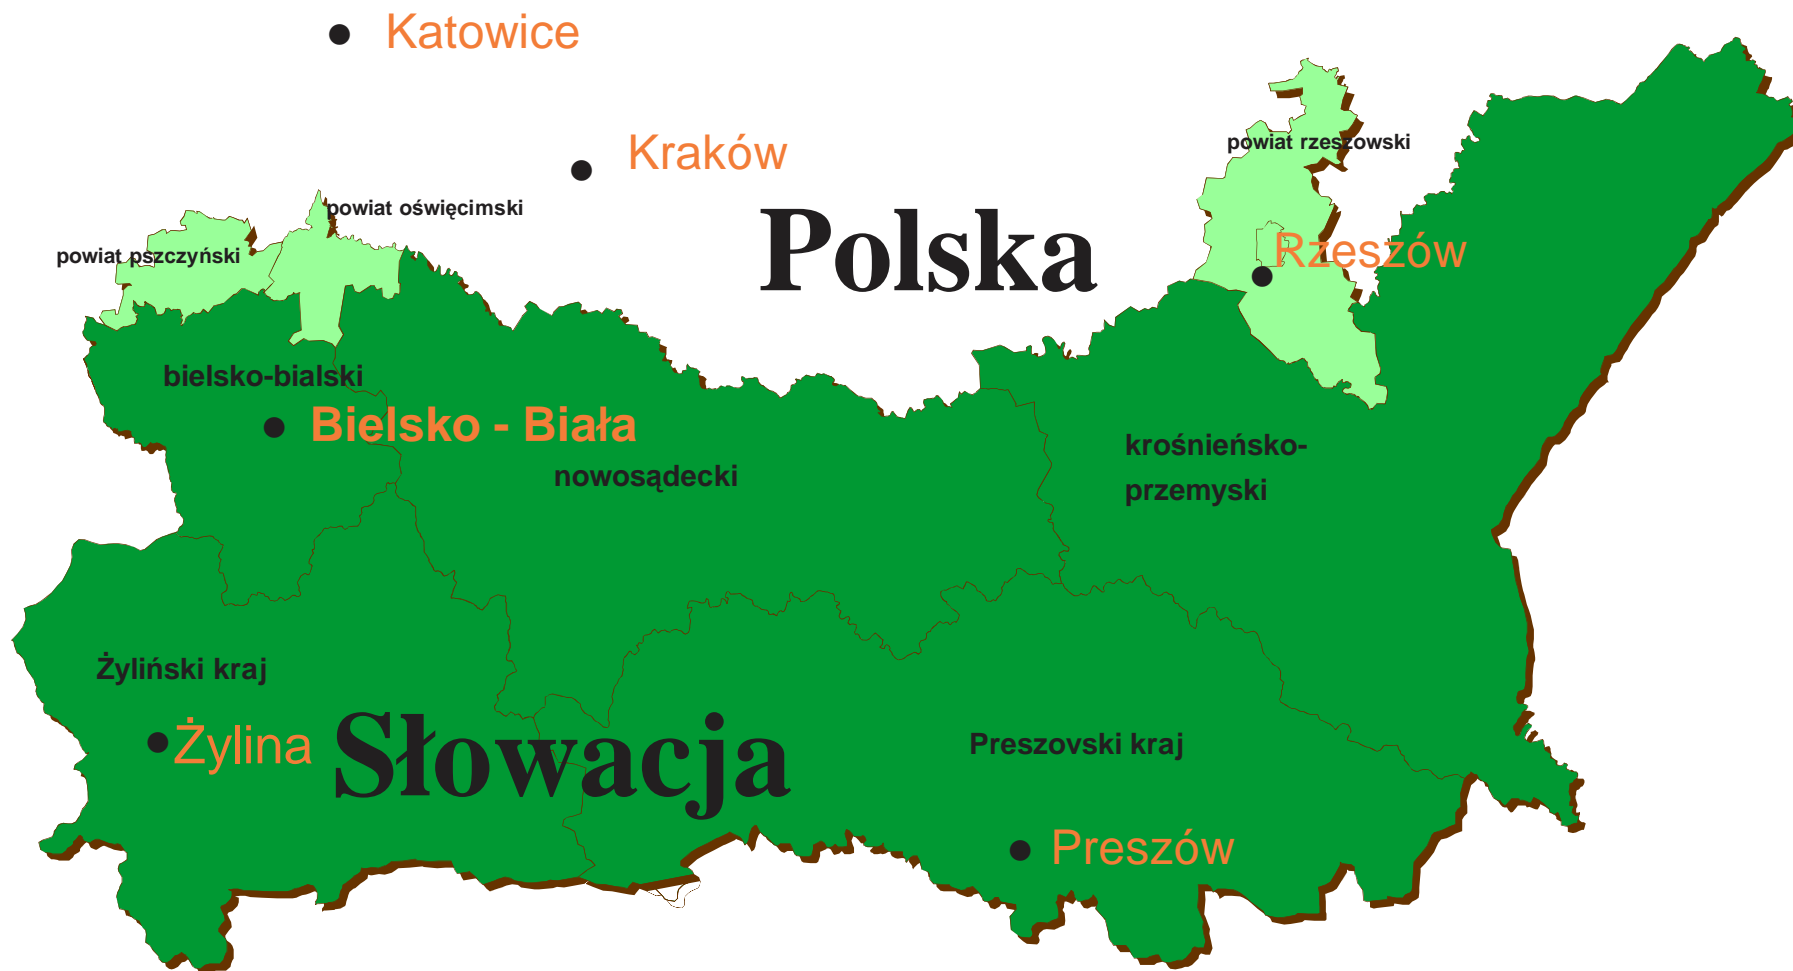 Katowice
Kraków
powiat rzeszowski
powiat oświęcimski
Polska
powiat pszczyński
Rzeszów
bielsko-bialski
Bielsko - Biała
nowosądecki
krośnieńsko-
przemyski
Żyliński kraj
Żylina
Słowacja
Preszovski kraj
Preszów